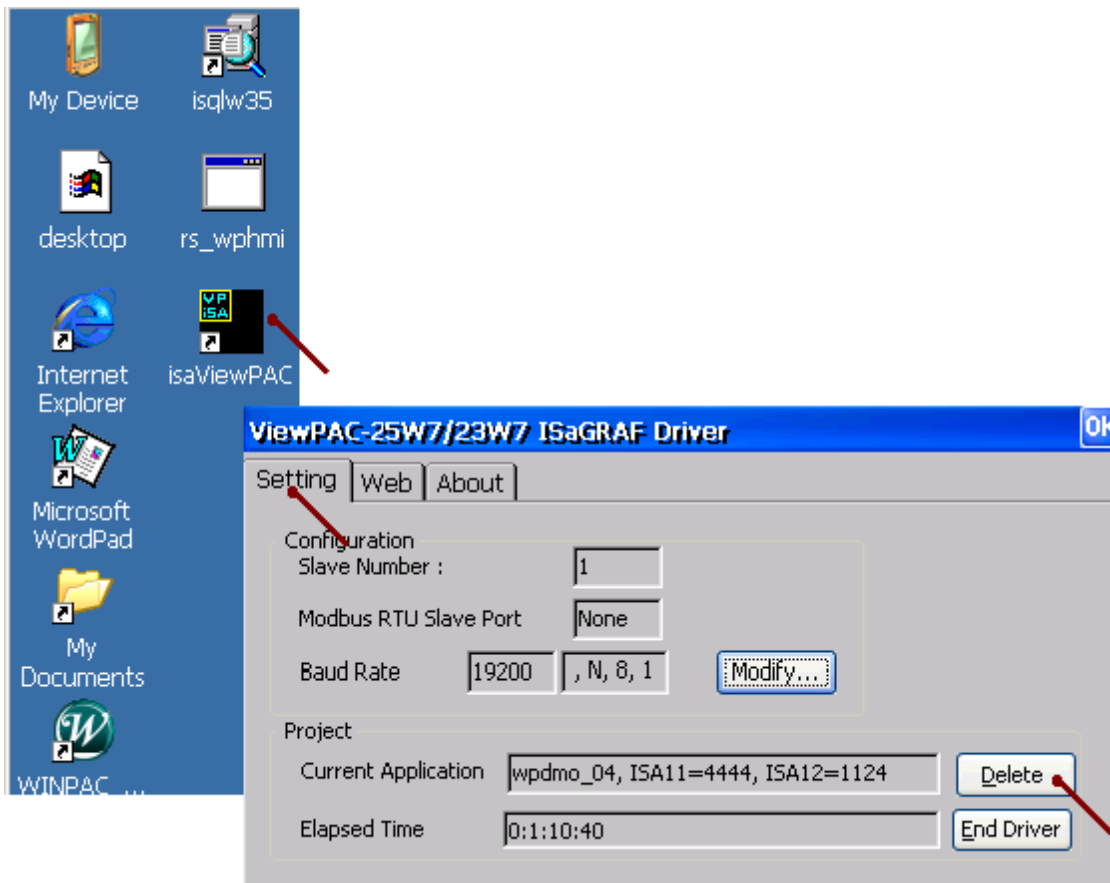 My Device
isqlw35
desktop
rs_wphmi
VP
iSA
Internet
Explorer
isaViewPAC
Microsoft
WordPad
My
Documents
WINPAC ...
ViewPAC-25W7/23W7 ISaGRAF Driver
OK
Setting
Web
About
Configuration
Slave Number :
1
Modbus RTU Slave Port
None
Baud Rate
19200
, N, 8, 1
Modify...
Project
Current Application
wpdmo_04, ISA11=4444, ISA12=1124
Delete
Elapsed Time
0:1:10:40
End Driver